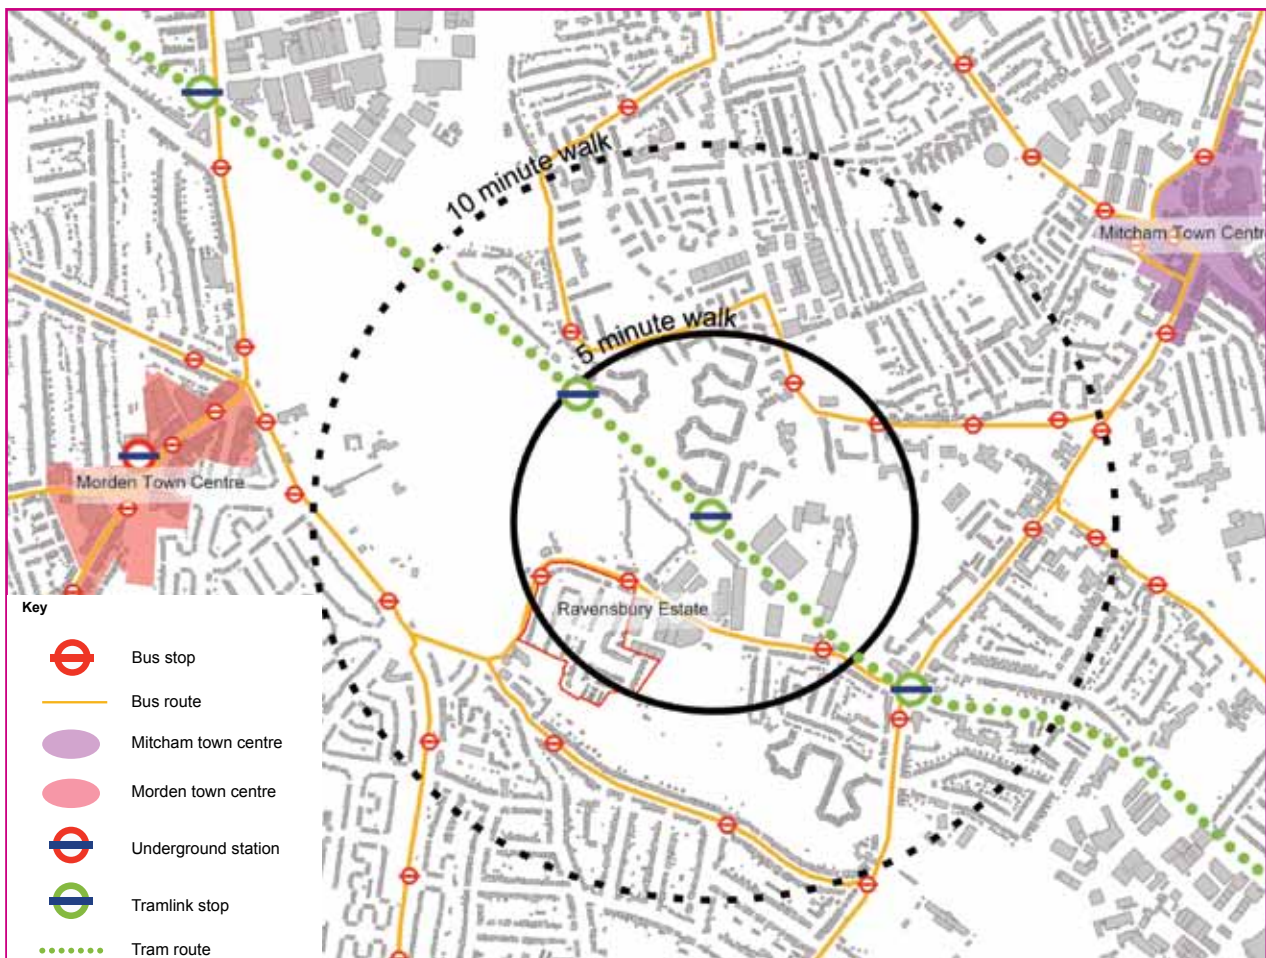 10 minute walk
Mitcham Town Centr
5 minute walk
Morden Town Centre
Ravensbury Estate
Key
Bus stop
Bus route
Mitcham town centre
Morden town centre
Underground station
Tramlink stop
Tram route